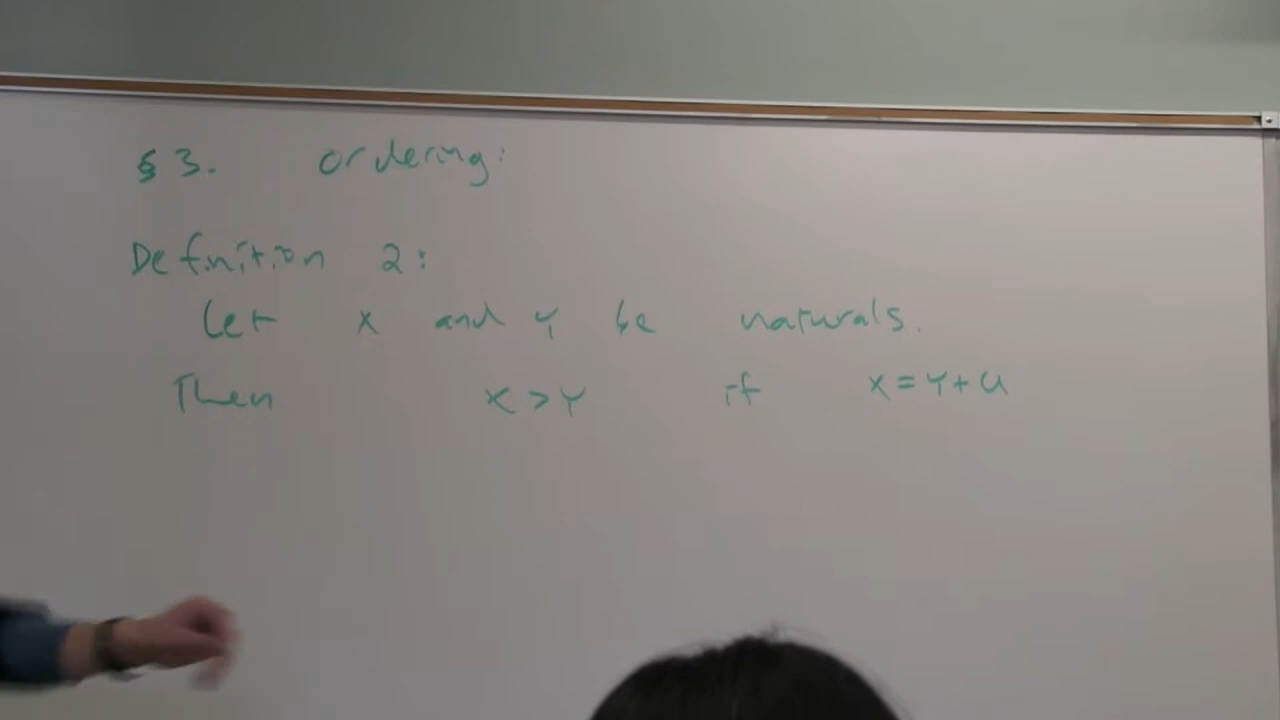 §3. ordering:
Definition 2:
Let x and y be naturals.
Then x > y if x = y + u